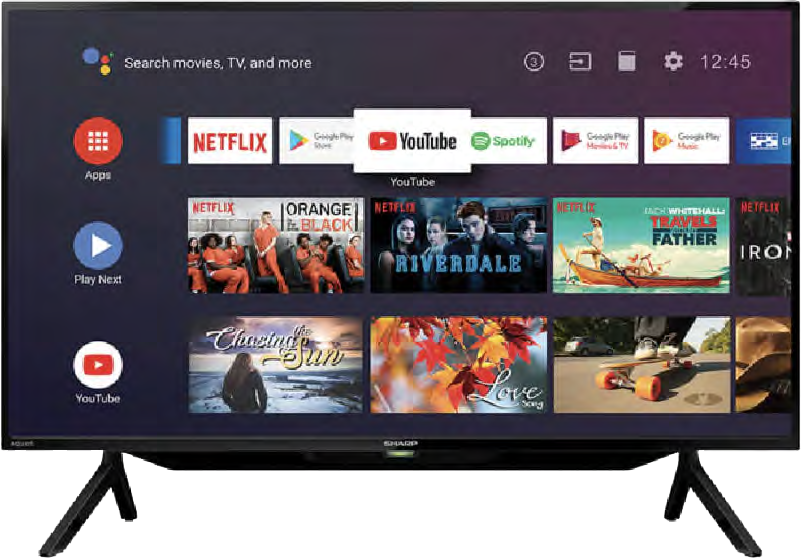 Search movies, TV, and more
3
12:45
NETFLIX
Google Play
Store
YouTube
Spotify
Google Play
Movies & TV
Google Play
Music
Apps
YouTube
NETFLIX
ORANGE
is the
NEW
BLACK
NETFLIX
RIVERDALE
NETFLIX
JACK WHITEHALL:
TRAVELS
WITH MY
FATHER
NETFLIX
IRON
Play Next
Chasing the
Sun
Love
Song
YouTube
AQUOS
SHARP